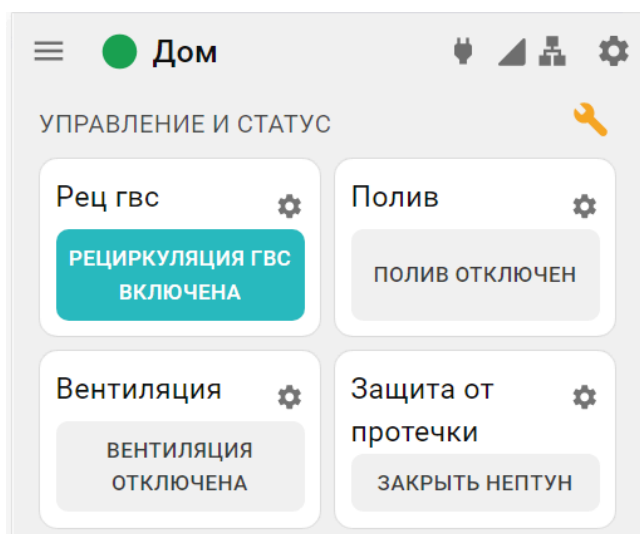 Дом
УПРАВЛЕНИЕ И СТАТУС
Рец гвс
РЕЦИРКУЛЯЦИЯ ГВС
ВКЛЮЧЕНА
Полив
ПОЛИВ ОТКЛЮЧЕН
Вентиляция
ВЕНТИЛЯЦИЯ
ОТКЛЮЧЕНА
Защита от
протечки
ЗАКРЫТЬ НЕПТУН